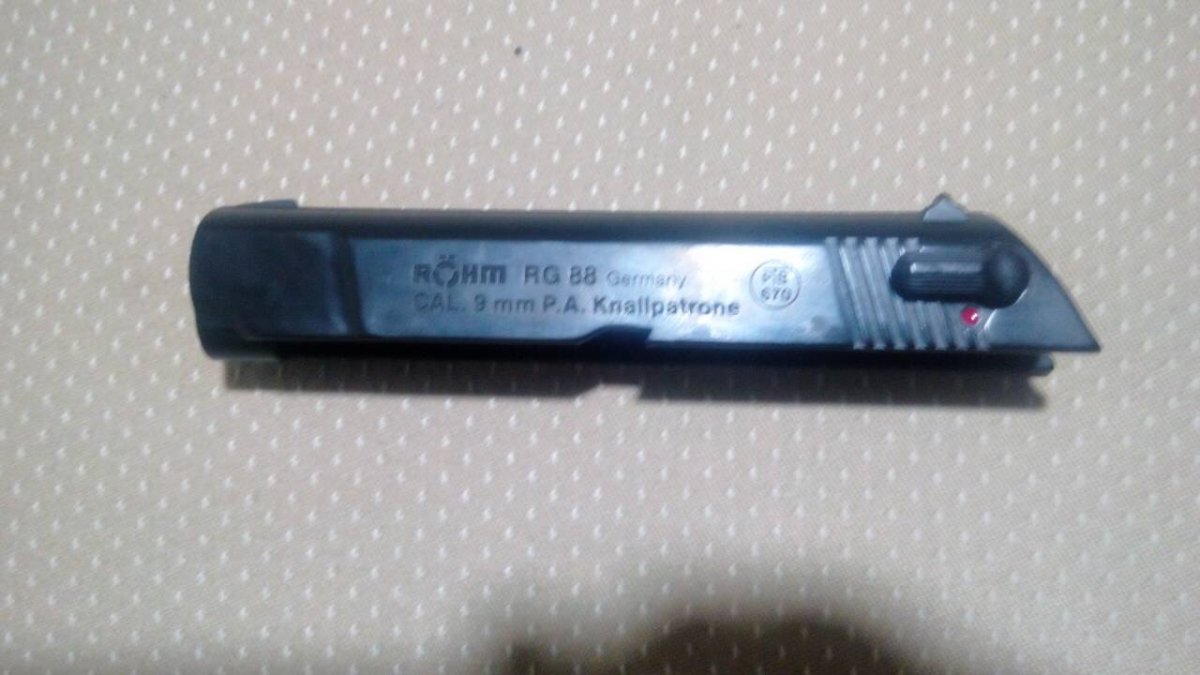 RÖHM RG 88 Germany
CAL. 9 mm P.A. Knallpatrone